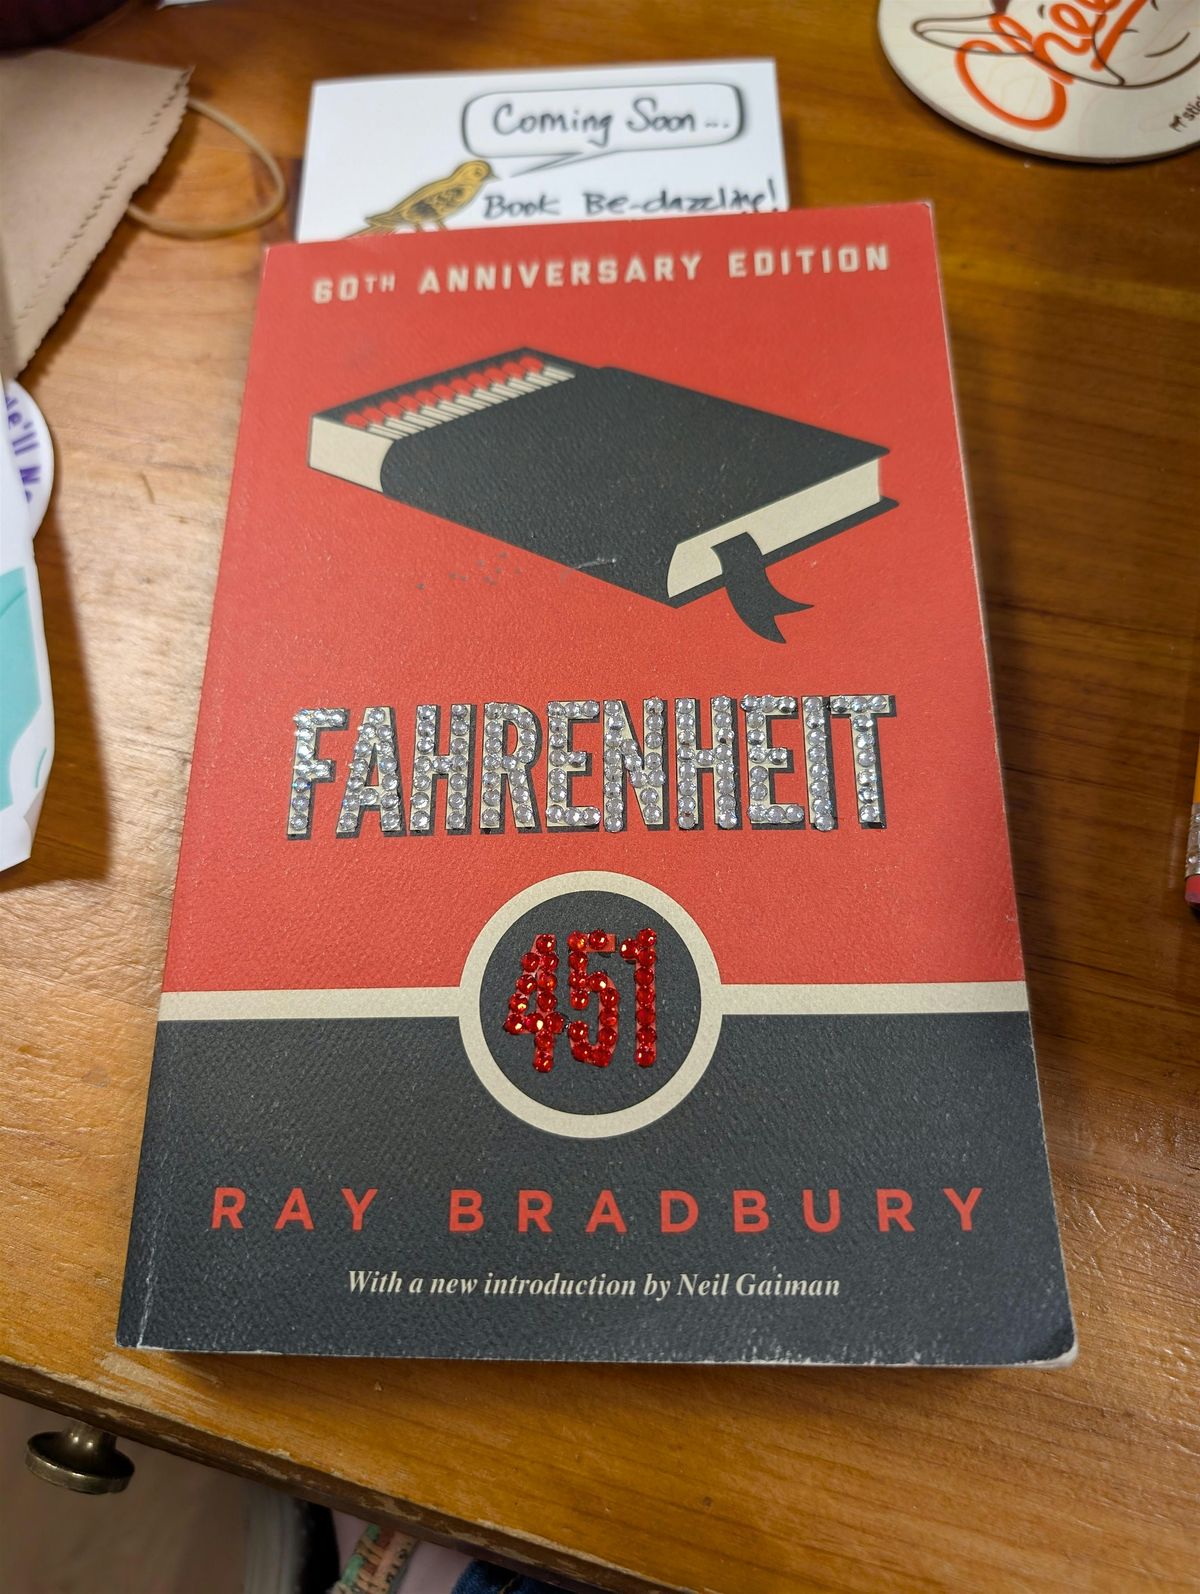 Coming Soon...
Book Be-dazzling!
60TH ANNIVERSARY EDITION
FAHRENHEIT
451
RAY BRADBURY
With a new introduction by Neil Gaiman